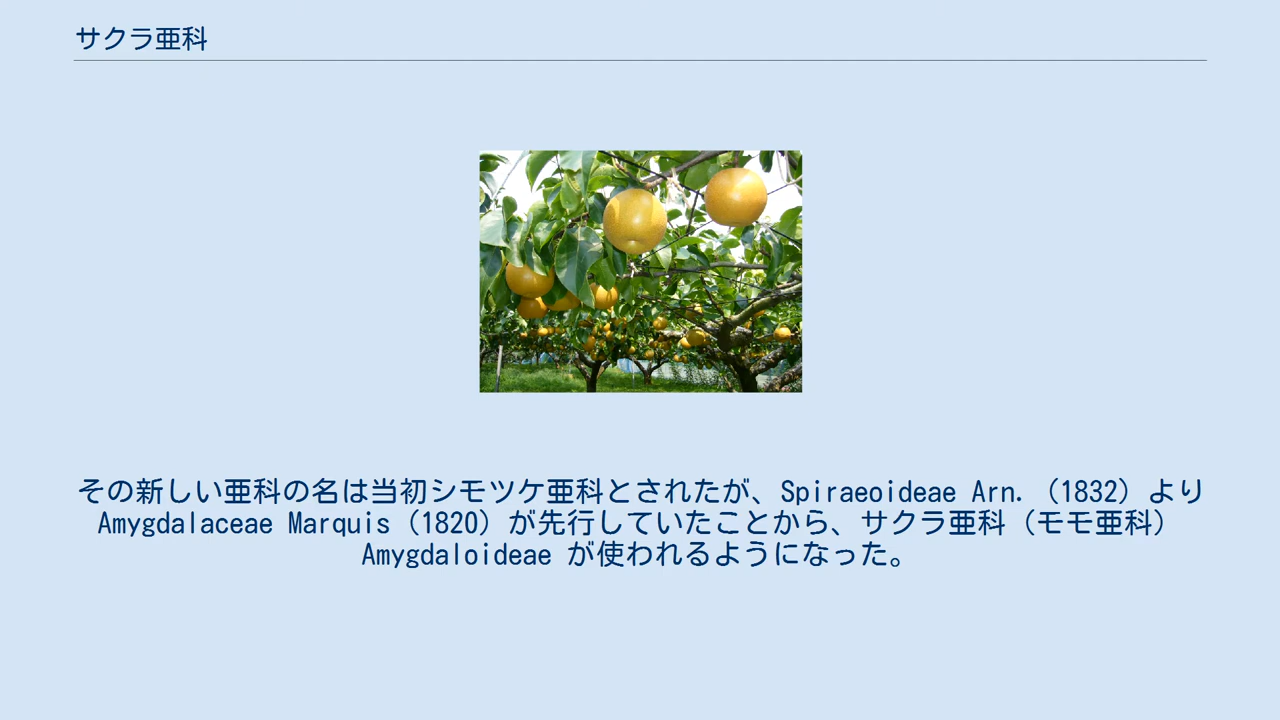 サクラ亜科
その新しい亜科の名は当初シモツケ亜科とされたが、Spiraeoideae Arn.（1832）より
Amygdalaceae Marquis（1820）が先行していたことから、サクラ亜科（モモ亜科）
Amygdaloideae が使われるようになった。